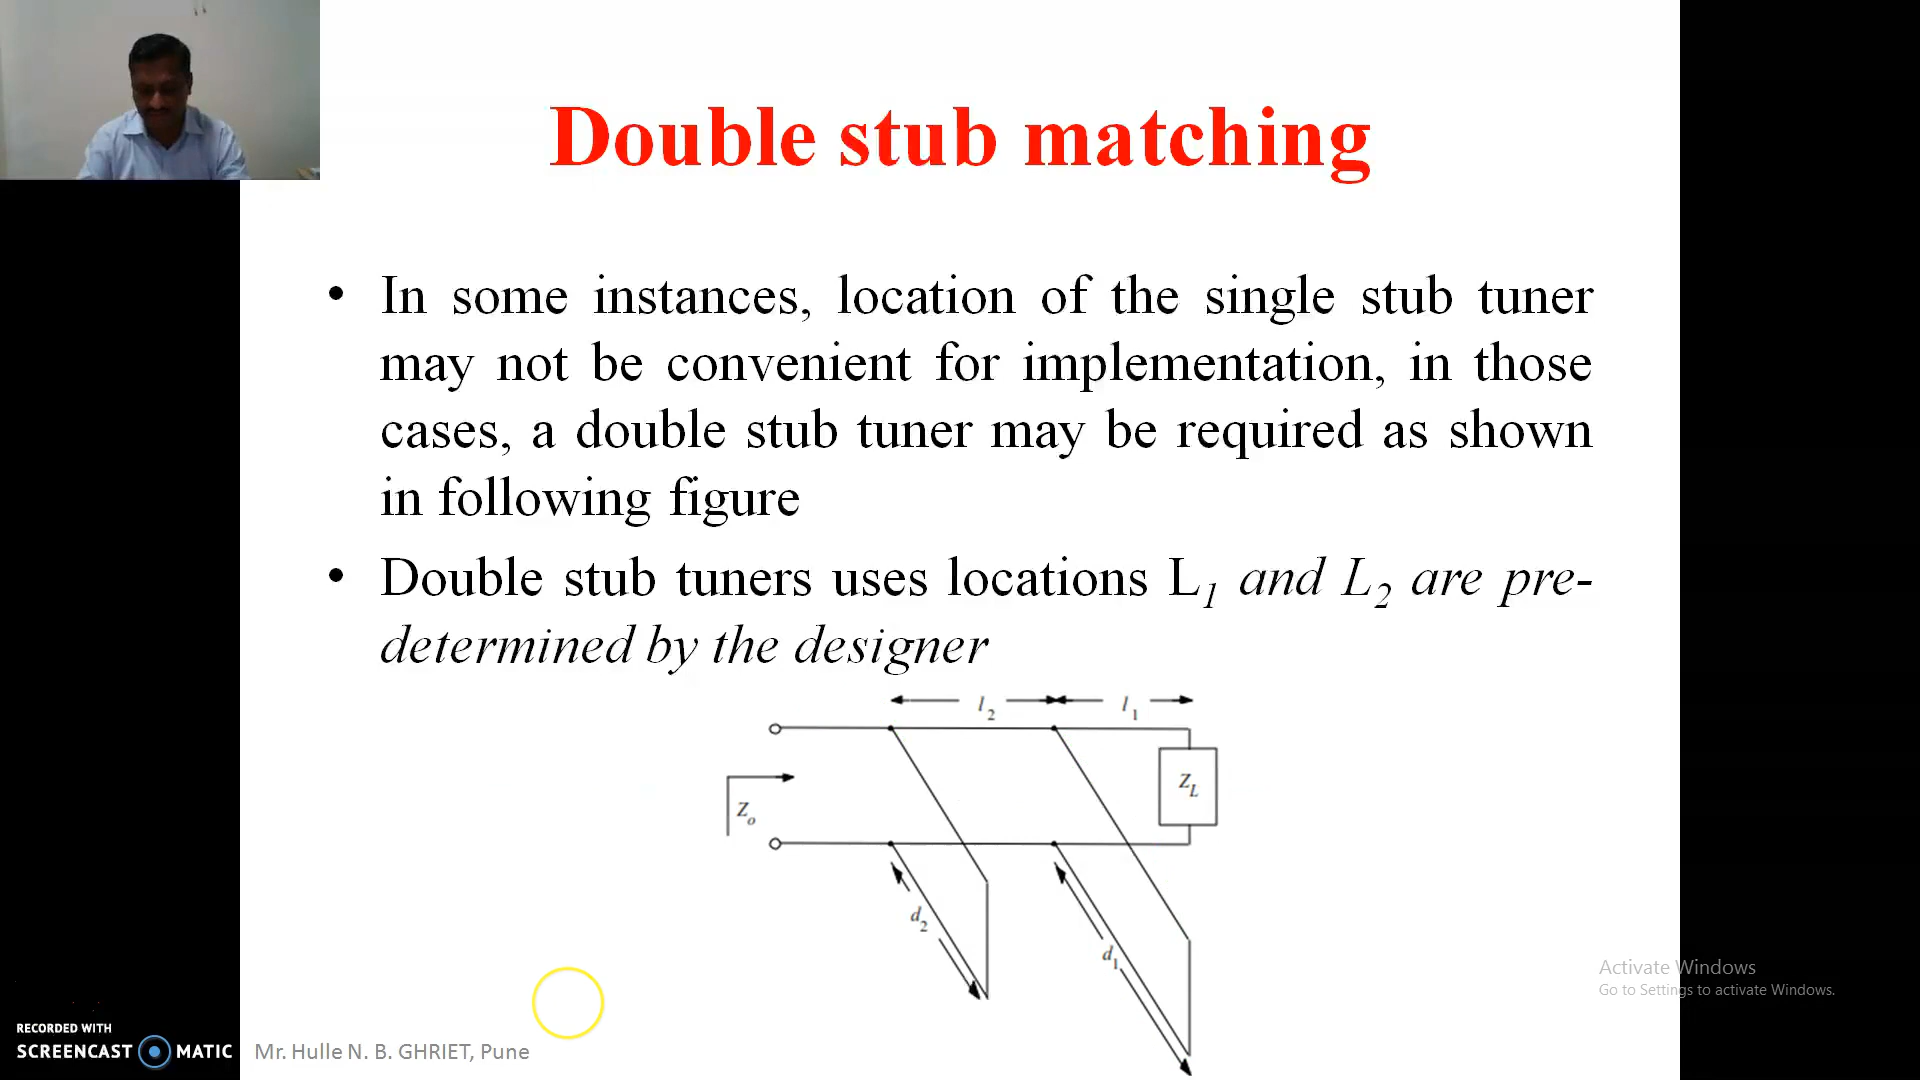 Double stub matching
• In some instances, location of the single stub tuner
may not be convenient for implementation, in those
cases, a double stub tuner may be required as shown
in following figure
• Double stub tuners uses locations L1 and L2 are pre-
determined by the designer
l2 l1
ZL
Zo
d2
d1
Activate Windows
Go to Settings to activate Windows.
RECORDED WITH
SCREENCAST MATIC
Mr. Hulle N. B. GHRIET, Pune